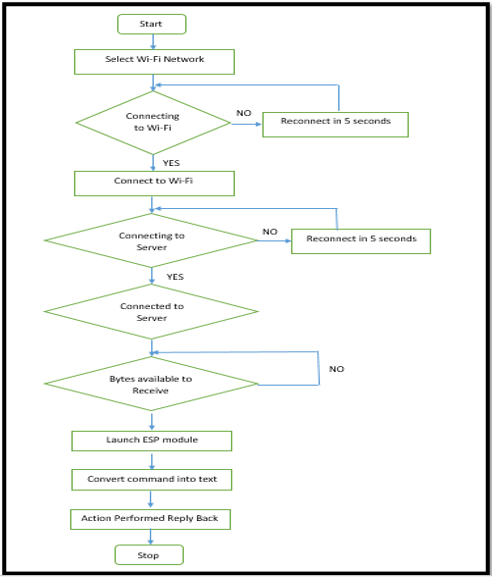 Start
Select Wi-Fi Network
Connecting
to Wi-Fi
NO
Reconnect in 5 seconds
YES
Connect to Wi-Fi
Connecting to
Server
NO
Reconnect in 5 seconds
YES
Connected to
Server
Bytes available to
Receive
NO
Launch ESP module
Convert command into text
Action Performed Reply Back
Stop